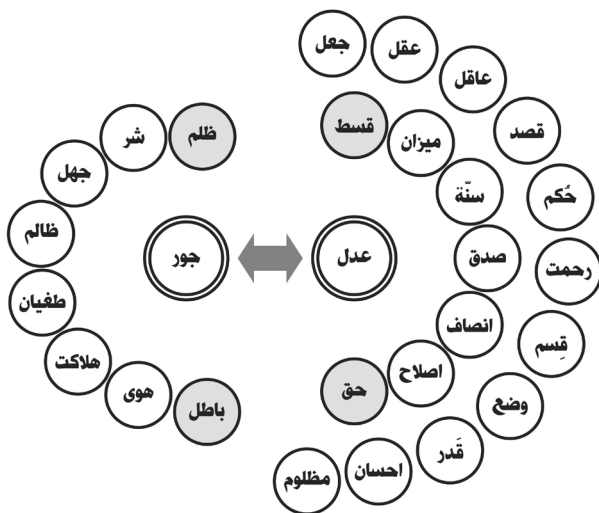 جعل
عقل
عاقل
قصد
حُكم
رحمت
قِسم
وضع
قَدر
احسان
مظلوم
قسط
میزان
سنّة
صدق
انصاف
اصلاح
حق
عدل
جور
ظلم
شر
جهل
ظالم
طغیان
هلاکت
هوی
باطل